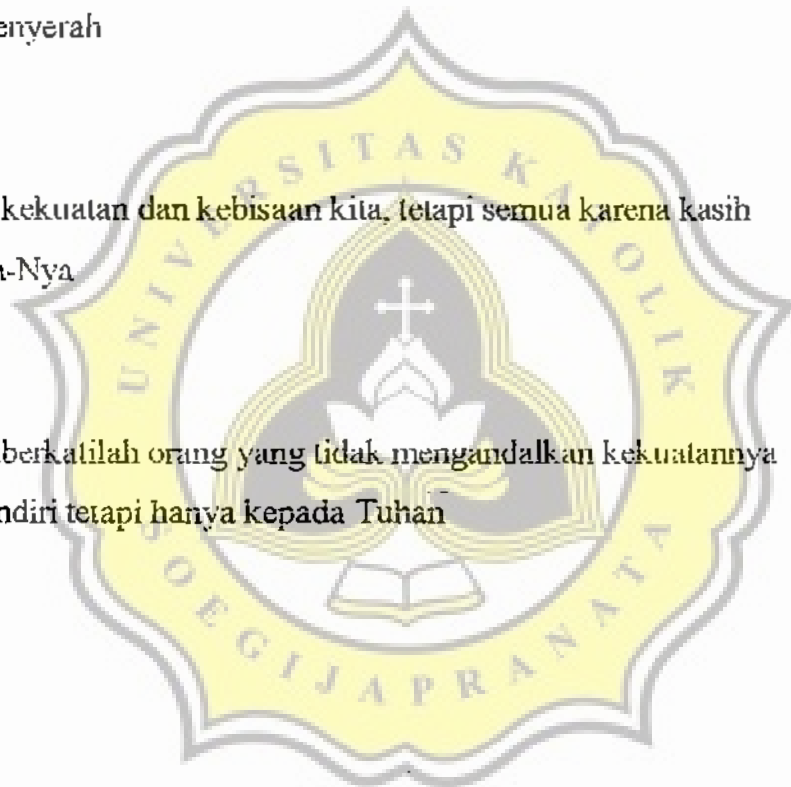 enyerah
UNIVERSITAS KATOLIK
kekuatan dan kebisaan kita, tetapi semua karena kasih
a-Nya
berkatilah orang yang tidak mengandalkan kekuatannya
ndiri tetapi hanya kepada Tuhan
SOEGIJAPRANATA